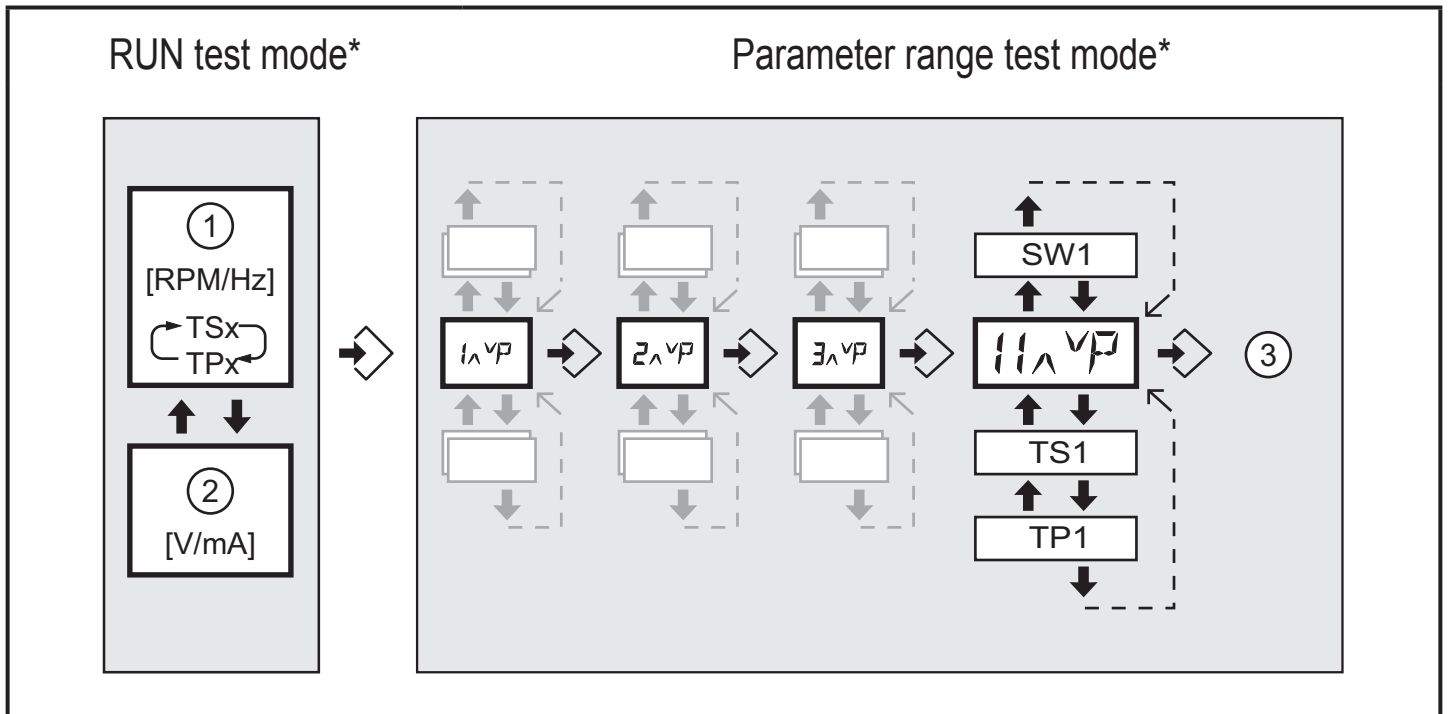 RUN test mode*
Parameter range test mode*
1
[RPM/Hz]
TSx
TPx
2
[V/mA]
1∧∨P
2∧∨P
3∧∨P
SW1
11∧∨P
TS1
TP1
3